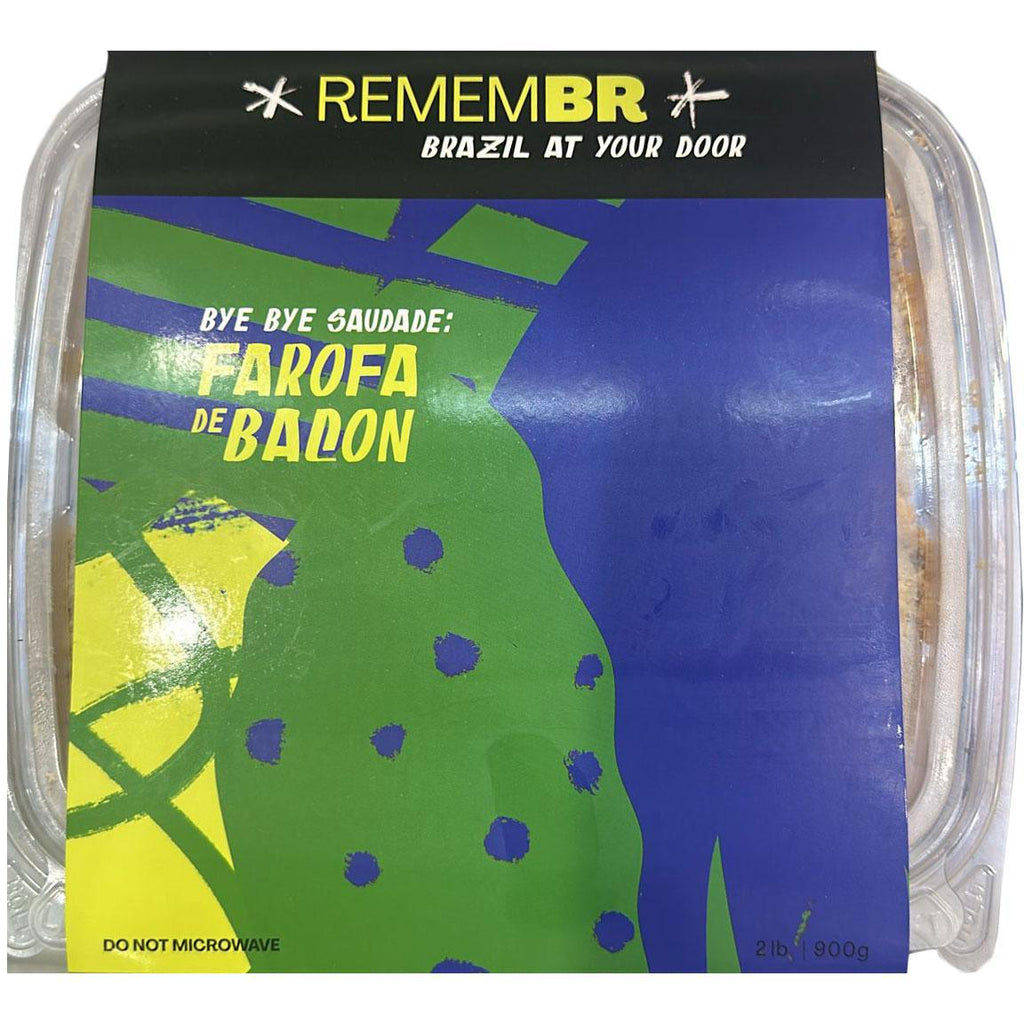 REMEMBR
BRAZIL AT YOUR DOOR
BYE BYE SAUDADE:
FAROFA
DE BACON
DO NOT MICROWAVE
2 lb. | 900g